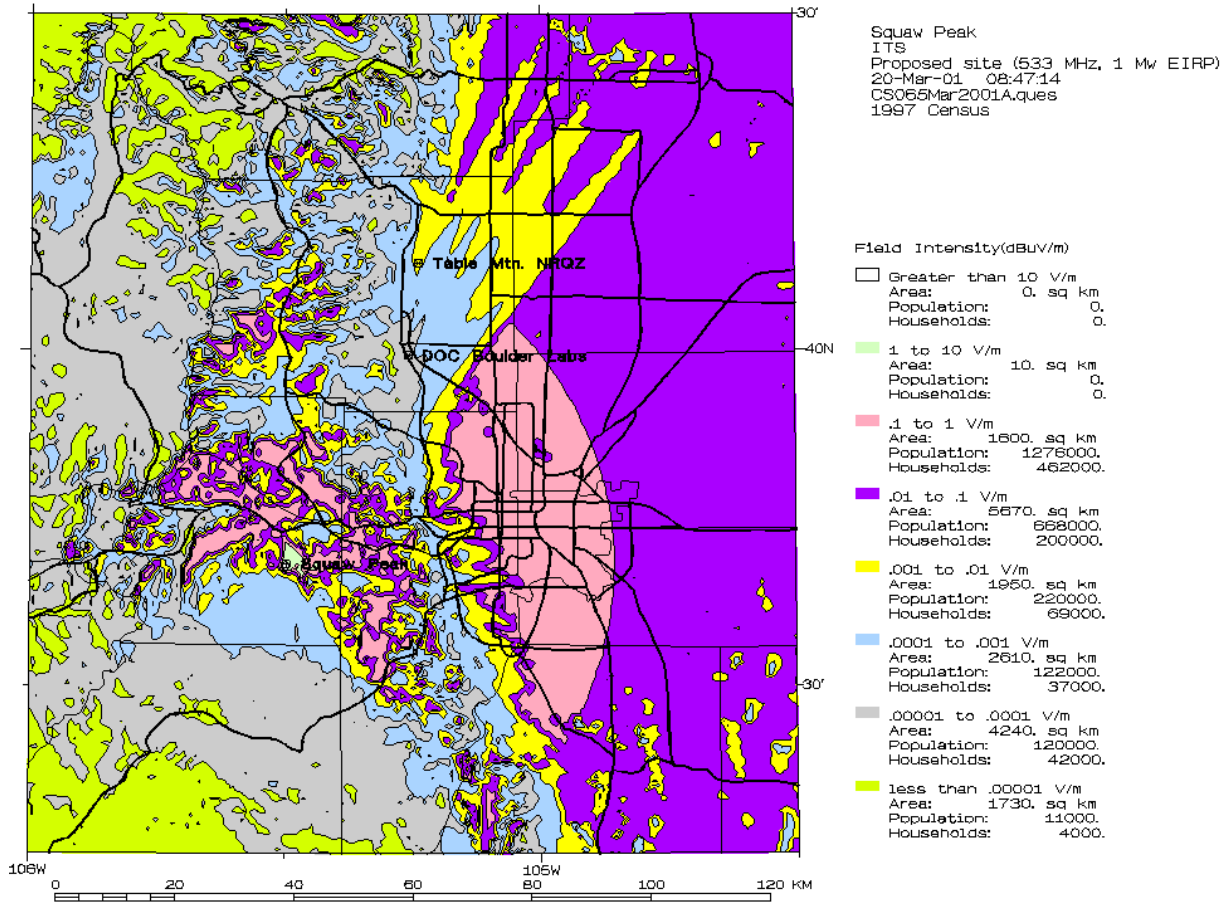 30'
Squaw Peak
ITS
Proposed site (533 MHz, 1 Mw EIRP)
20-Mar-01 08:47:14
CS065Mar2001A.ques
1997 Census
Table Mtn. NRQZ
DOC Boulder Labs
40N
Squaw Peak
30'
106W
105W
0 20 40 60 80 100 120 KM
Field Intensity(dBuV/m)
Greater than 10 V/m
Area: 0. sq km
Population: 0.
Households: 0.
1 to 10 V/m
Area: 10. sq km
Population: 0.
Households: 0.
.1 to 1 V/m
Area: 1600. sq km
Population: 1276000.
Households: 462000.
.01 to .1 V/m
Area: 5670. sq km
Population: 668000.
Households: 200000.
.001 to .01 V/m
Area: 1950. sq km
Population: 220000.
Households: 69000.
.0001 to .001 V/m
Area: 2610. sq km
Population: 122000.
Households: 37000.
.00001 to .0001 V/m
Area: 4240. sq km
Population: 120000.
Households: 42000.
less than .00001 V/m
Area: 1730. sq km
Population: 11000.
Households: 4000.